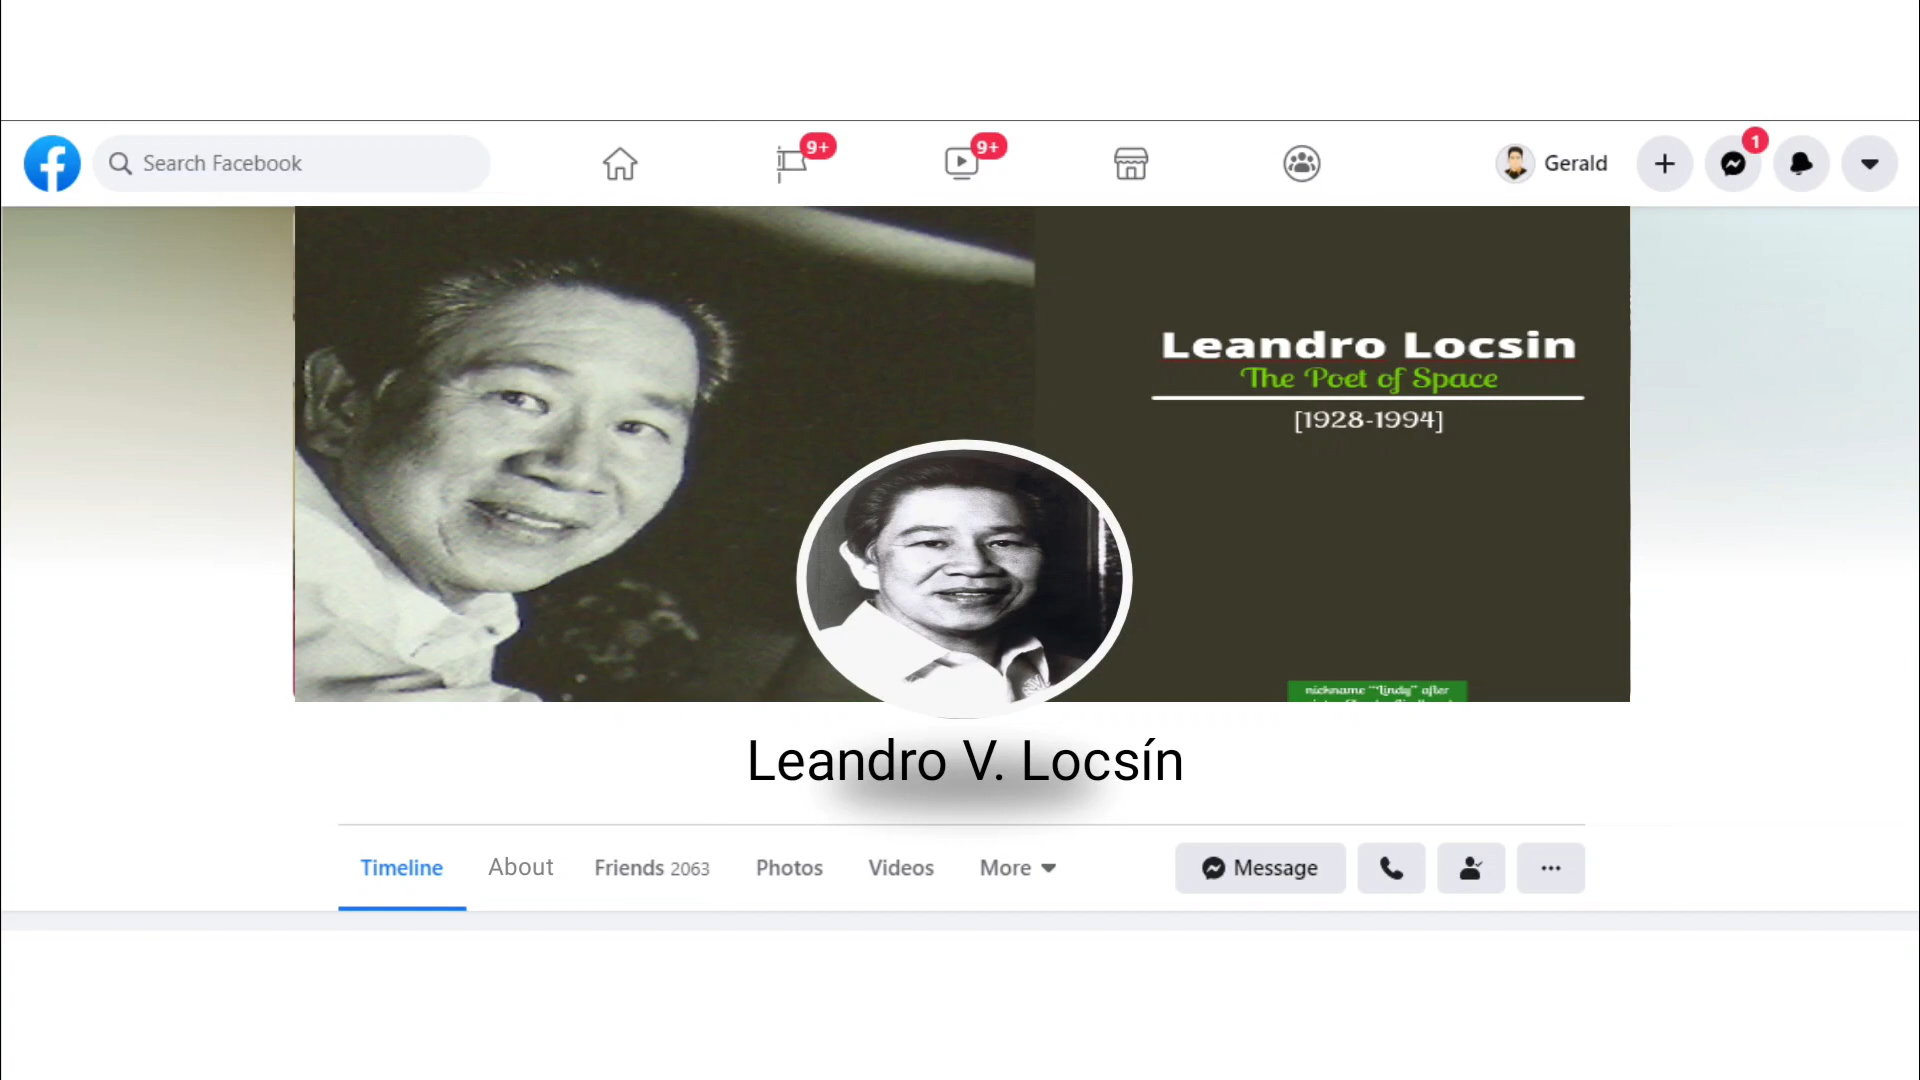 Search Facebook
9+
9+
Gerald
1
Leandro Locsin
The Poet of Space
[1928-1994]
nickname "Lindy" after
Leandro V. Locsín
Timeline
About
Friends 2063
Photos
Videos
More
Message